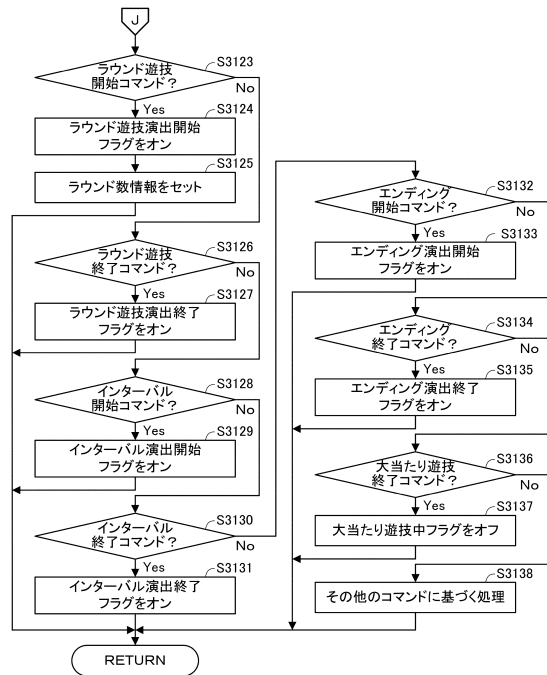 J
S3123
ラウンド遊技
開始コマンド?
No
Yes
S3124
ラウンド遊技演出開始
フラグをオン
S3125
ラウンド数情報をセット
S3126
ラウンド遊技
終了コマンド?
No
Yes
S3127
ラウンド遊技演出終了
フラグをオン
S3128
インターバル
開始コマンド?
No
Yes
S3129
インターバル演出開始
フラグをオン
S3130
インターバル
終了コマンド?
No
Yes
S3131
インターバル演出終了
フラグをオン
RETURN
S3132
エンディング
開始コマンド?
No
Yes
S3133
エンディング演出開始
フラグをオン
S3134
エンディング
終了コマンド?
No
Yes
S3135
エンディング演出終了
フラグをオン
S3136
大当たり遊技
終了コマンド?
No
Yes
S3137
大当たり遊技中フラグをオフ
S3138
その他のコマンドに基づく処理